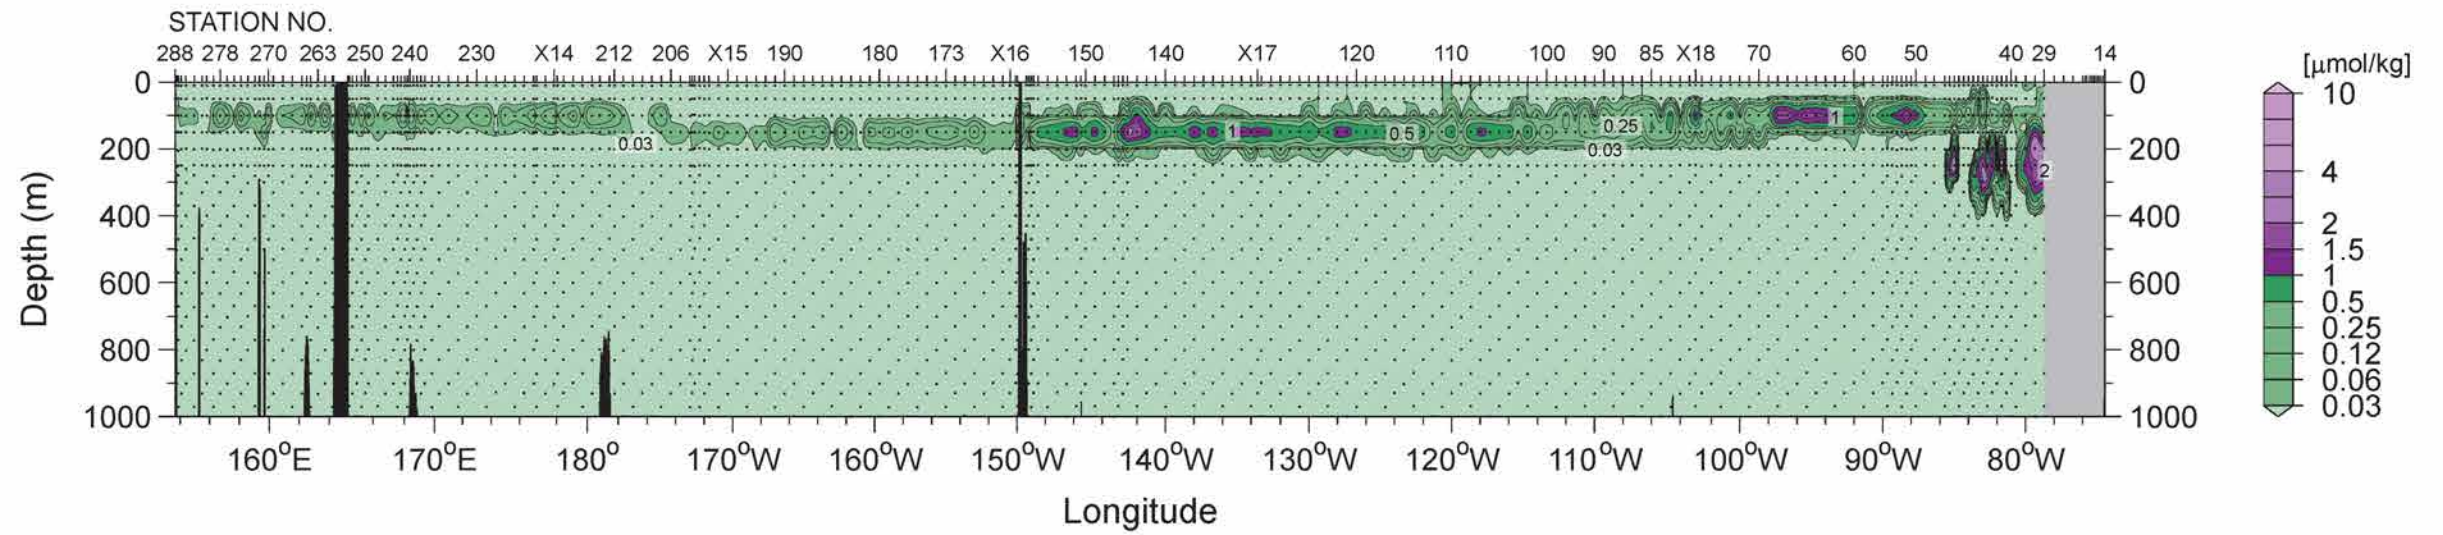 STATION NO.
288 278 270 263 250 240 230 X14 212 206 X15 190 180 173 X16 150 140 X17 120 110 100 90 85 X18 70 60 50 40 29 14
[μmol/kg]
0 0
200 200
400 400
600 600
800 800
1000 1000
Depth (m)
0.03 1 0.5 0.25 0.03 1 2
10
4
2
1.5
1
0.5
0.25
0.12
0.06
0.03
160°E 170°E 180° 170°W 160°W 150°W 140°W 130°W 120°W 110°W 100°W 90°W 80°W
Longitude